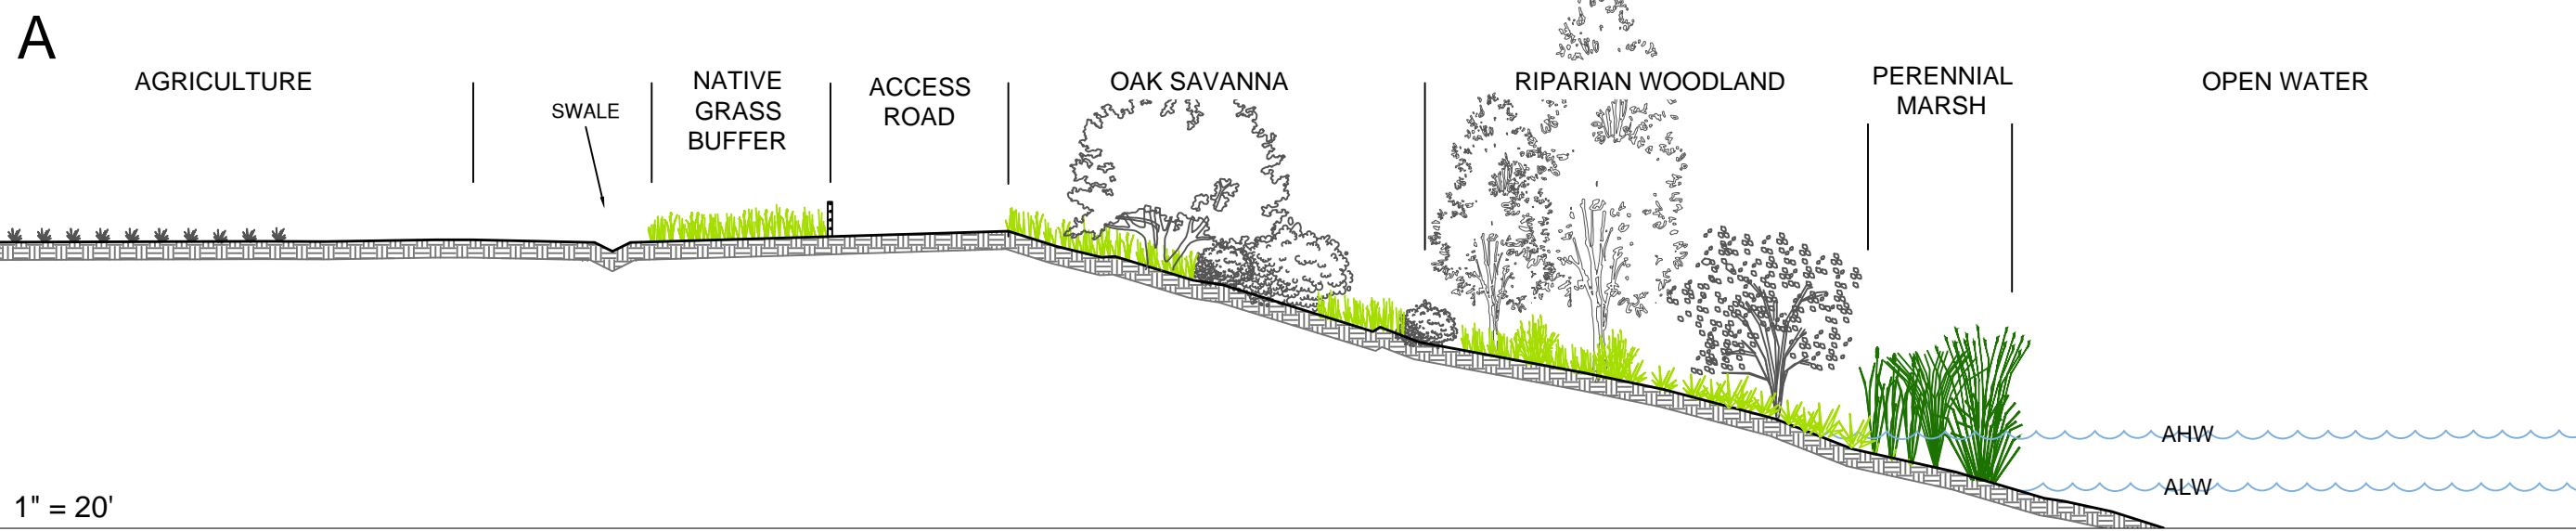 A
AGRICULTURE
SWALE
NATIVE
GRASS
BUFFER
ACCESS
ROAD
OAK SAVANNA
RIPARIAN WOODLAND
PERENNIAL
MARSH
OPEN WATER
AHW
ALW
1" = 20'